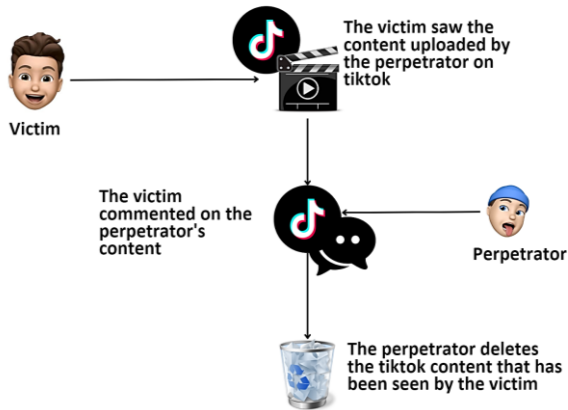 The victim saw the
content uploaded by
the perpetrator on
tiktok
Victim
The victim
commented on the
perpetrator's
content
Perpetrator
The perpetrator deletes
the tiktok content that has
been seen by the victim